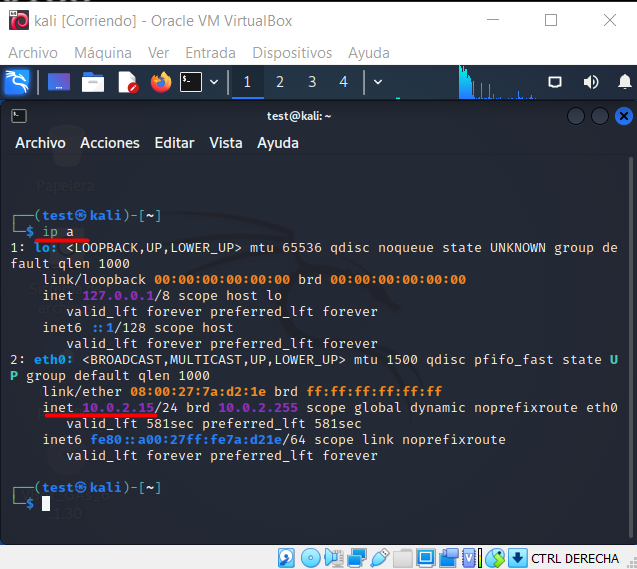 kali [Corriendo] - Oracle VM VirtualBox
Archivo Máquina Ver Entrada Dispositivos Ayuda
1 2 3 4
test@kali: ~
Archivo Acciones Editar Vista Ayuda
Papelera
┌──(test㉿kali)-[~]
└─$ ip a
1: lo: <LOOPBACK,UP,LOWER_UP> mtu 65536 qdisc noqueue state UNKNOWN group de
fault qlen 1000
link/loopback 00:00:00:00:00:00 brd 00:00:00:00:00:00
inet 127.0.0.1/8 scope host lo
valid_lft forever preferred_lft forever
inet6 ::1/128 scope host
valid_lft forever preferred_lft forever
2: eth0: <BROADCAST,MULTICAST,UP,LOWER_UP> mtu 1500 qdisc pfifo_fast state U
P group default qlen 1000
link/ether 08:00:27:7a:d2:1e brd ff:ff:ff:ff:ff:ff
inet 10.0.2.15/24 brd 10.0.2.255 scope global dynamic noprefixroute eth0
valid_lft 581sec preferred_lft 581sec
inet6 fe80::a00:27ff:fe7a:d21e/64 scope link noprefixroute
valid_lft forever preferred_lft forever
┌──(test㉿kali)-[~]
└─$
CTRL DERECHA